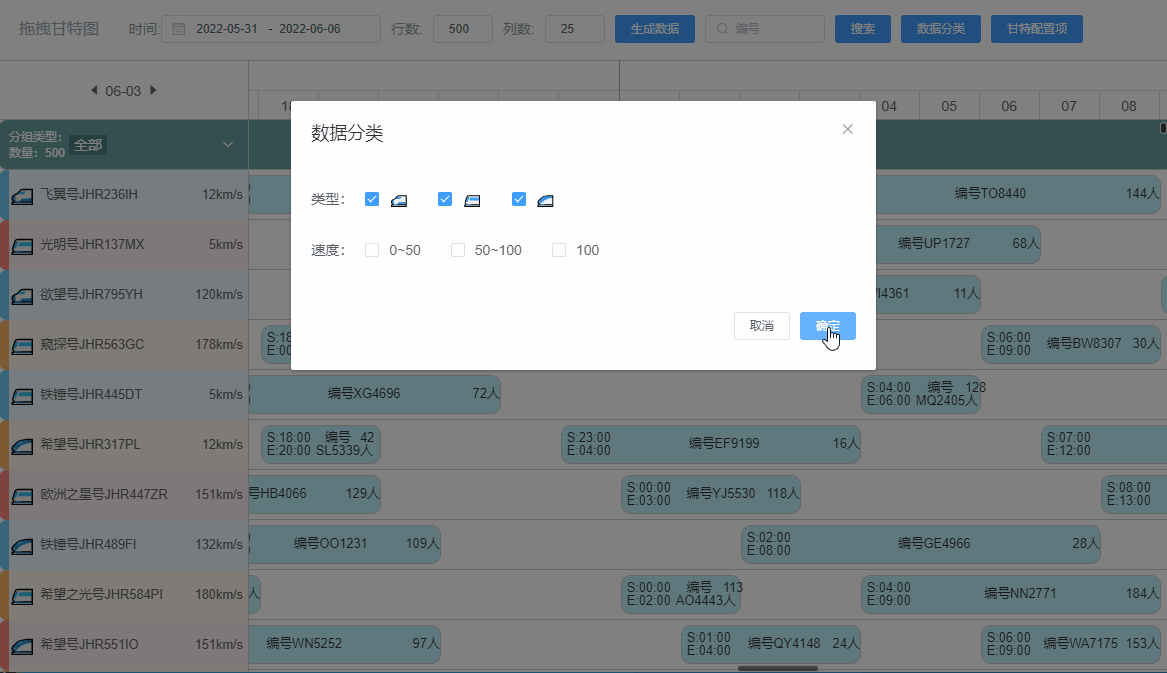 拖拽甘特图 时间: 2022-05-31 - 2022-06-06 行数: 500 列数: 25 生成数据 编号 搜索 数据分类 甘特配置项
06-03
04 05 06 07 08
分组类型:
数量: 500 全部
数据分类
类型:
速度: 0~50 50~100 100
取消 确定
飞翼号JHR236IH 12km/s 编号TO8440 144人
光明号JHR137MX 5km/s 编号UP1727 68人
欲望号JHR795YH 120km/s I4361 11人
窥探号JHR563GC 178km/s S:06:00
E:09:00 编号BW8307 30人
铁锤号JHR445DT 5km/s 编号XG4696 72人 S:04:00 编号 128
E:06:00 MQ2405人
希望号JHR317PL 12km/s S:18:00 编号 42
E:20:00 SL5339人 S:23:00
E:04:00 编号EF9199 16人 S:07:00
E:12:00
欧洲之星号JHR447ZR 151km/s 号HB4066 129人 S:00:00
E:03:00 编号YJ5530 118人 S:08:00
E:13:00
铁锤号JHR489FI 132km/s 编号OO1231 109人 S:02:00
E:08:00 编号GE4966 28人
希望之光号JHR584PI 180km/s 人 S:00:00 编号 113
E:02:00 AO4443人 S:04:00
E:09:00 编号NN2771 184人
希望号JHR551IO 151km/s 编号WN5252 97人 S:01:00
E:04:00 编号QY4148 24人 S:06:00
E:09:00 编号WA7175 153人